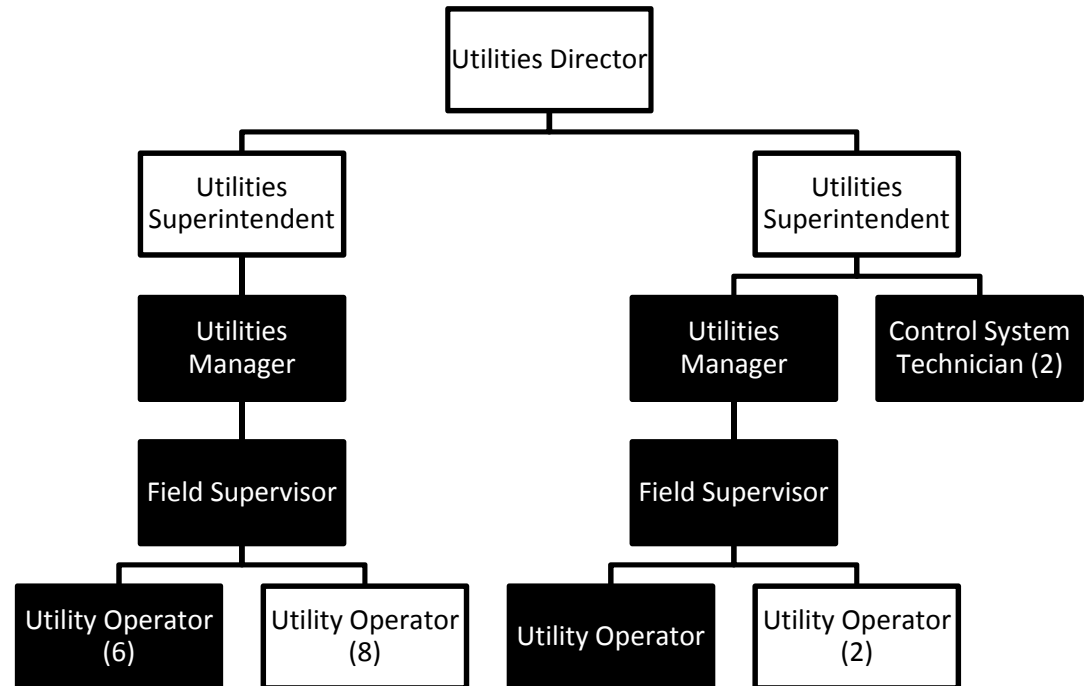 Utilities Director
Utilities
Superintendent
Utilities
Superintendent
Utilities
Manager
Utilities
Manager
Control System
Technician (2)
Field Supervisor
Field Supervisor
Utility Operator
(6)
Utility Operator
(8)
Utility Operator
Utility Operator
(2)